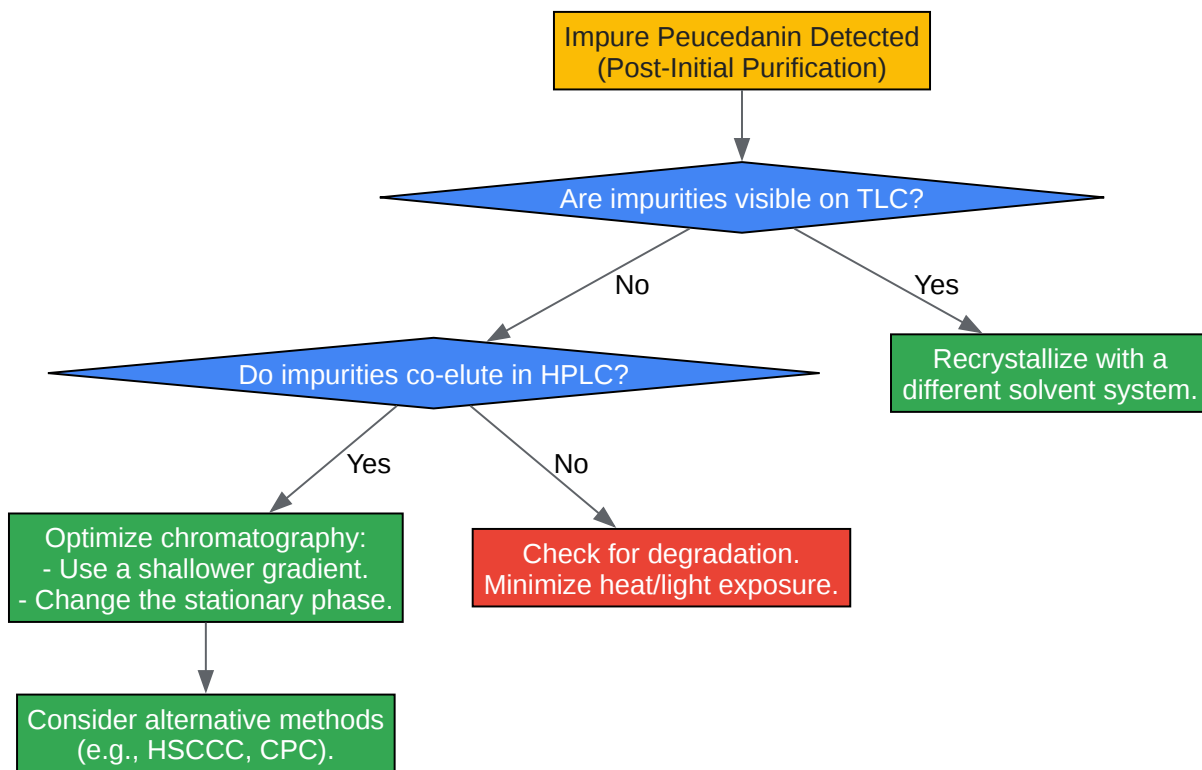 Impure Peucedanin Detected
(Post-Initial Purification)
Are impurities visible on TLC?
No
Yes
Do impurities co-elute in HPLC?
Recrystallize with a
different solvent system.
Yes
No
Optimize chromatography:
- Use a shallower gradient.
- Change the stationary phase.
Check for degradation.
Minimize heat/light exposure.
Consider alternative methods
(e.g., HSCCC, CPC).